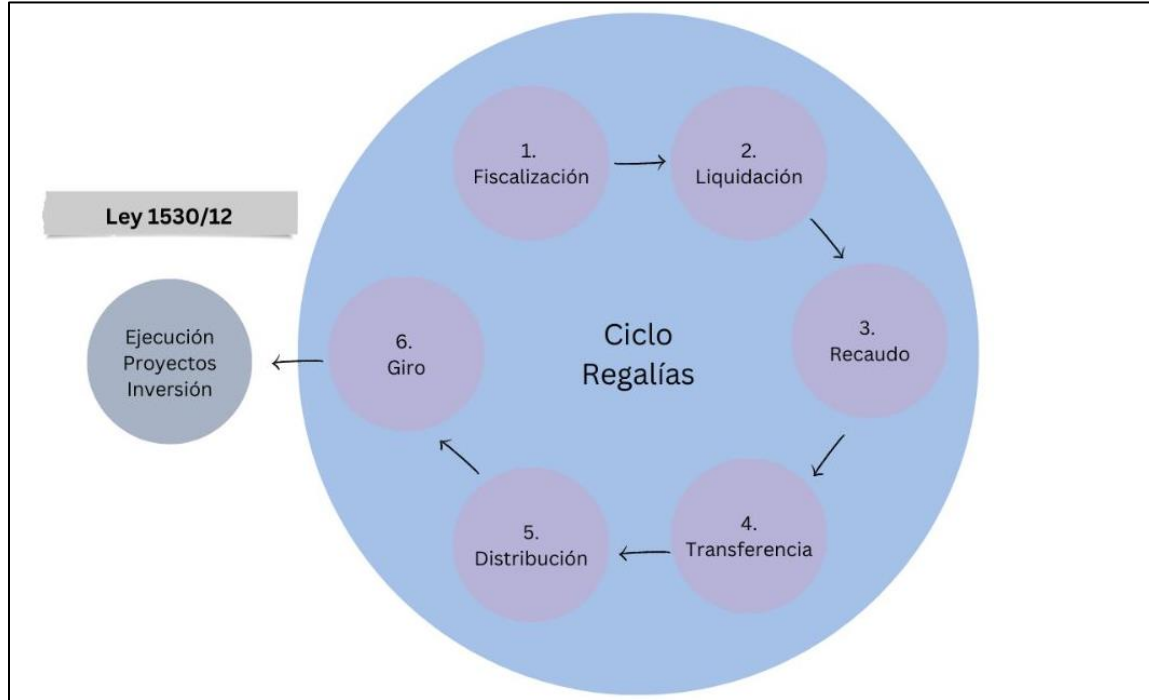 1.
Fiscalización
2.
Liquidación
Ley 1530/12
3.
Recaudo
Ciclo
Regalías
6.
Giro
Ejecución
Proyectos
Inversión
5.
Distribución
4.
Transferencia